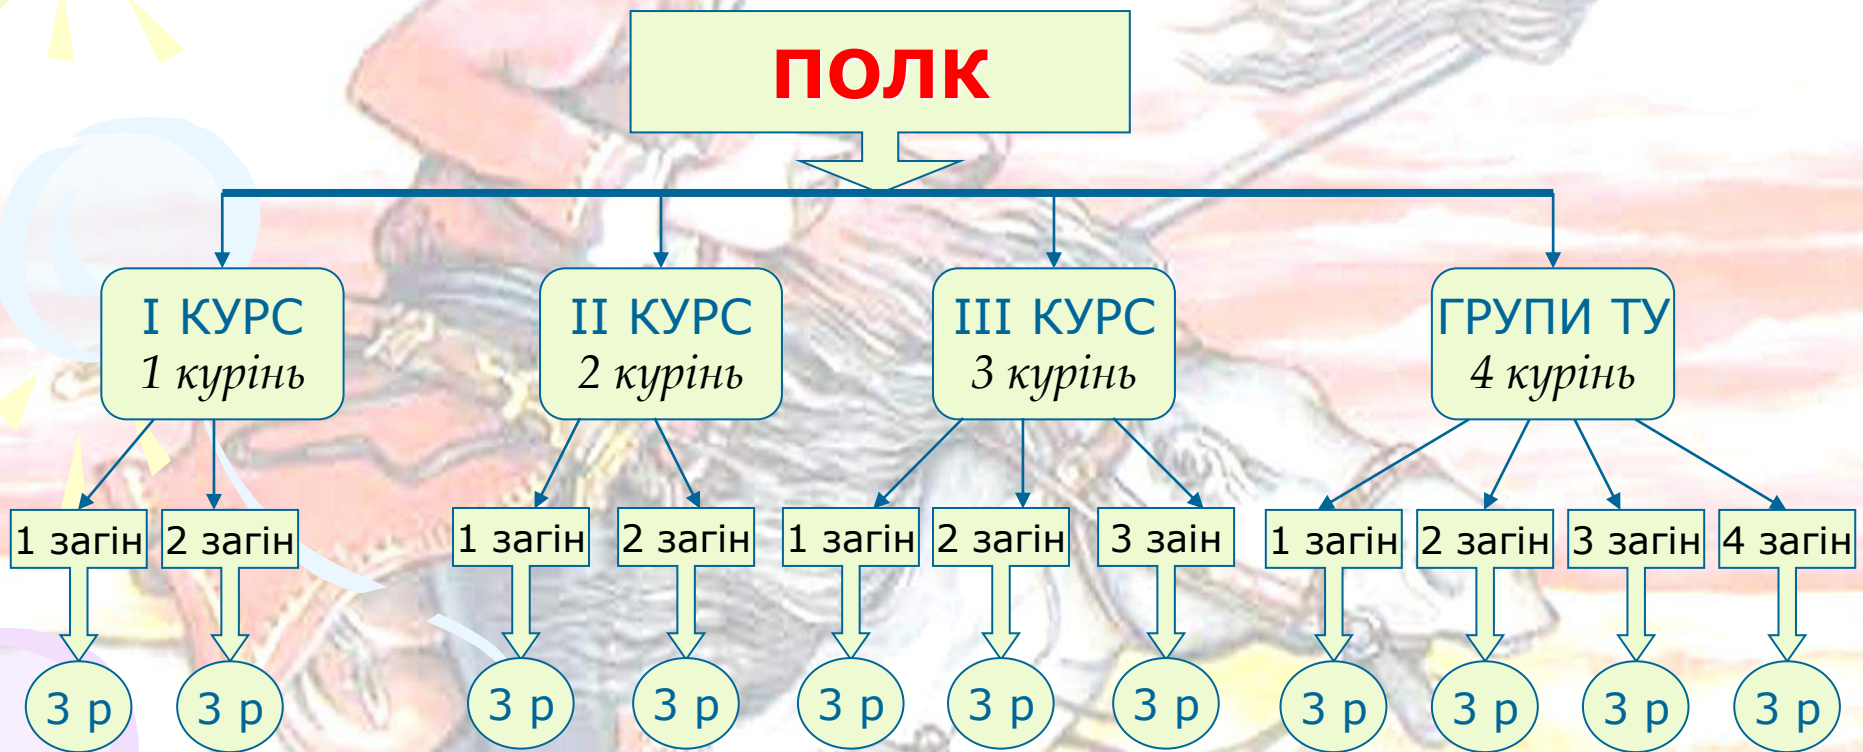 ПОЛК
І КУРС
1 курінь
ІІ КУРС
2 курінь
ІІІ КУРС
3 курінь
ГРУПИ ТУ
4 курінь
1 загін
2 загін
1 загін
2 загін
1 загін
2 загін
3 заін
1 загін
2 загін
3 загін
4 загін
3 р
3 р
3 р
3 р
3 р
3 р
3 р
3 р
3 р
3 р
3 р